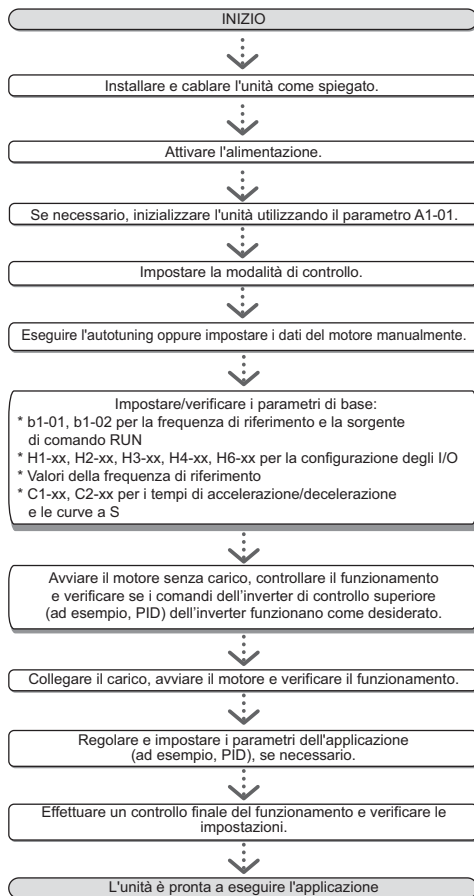 INIZIO
Installare e cablare l'unità come spiegato.
Attivare l'alimentazione.
Se necessario, inizializzare l'unità utilizzando il parametro A1-01.
Impostare la modalità di controllo.
Eseguire l'autotuning oppure impostare i dati del motore manualmente.
Impostare/verificare i parametri di base:
* b1-01, b1-02 per la frequenza di riferimento e la sorgente
di comando RUN
* H1-xx, H2-xx, H3-xx, H4-xx, H6-xx per la configurazione degli I/O
* Valori della frequenza di riferimento
* C1-xx, C2-xx per i tempi di accelerazione/decelerazione
e le curve a S
Avviare il motore senza carico, controllare il funzionamento
e verificare se i comandi dell’inverter di controllo superiore
(ad esempio, PID) dell’inverter funzionano come desiderato.
Collegare il carico, avviare il motore e verificare il funzionamento.
Regolare e impostare i parametri dell'applicazione
(ad esempio, PID), se necessario.
Effettuare un controllo finale del funzionamento e verificare le
impostazioni.
L'unità è pronta a eseguire l'applicazione